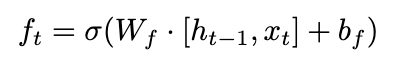 f_t = σ(W_f · [h_{t−1}, x_t] + b_f)